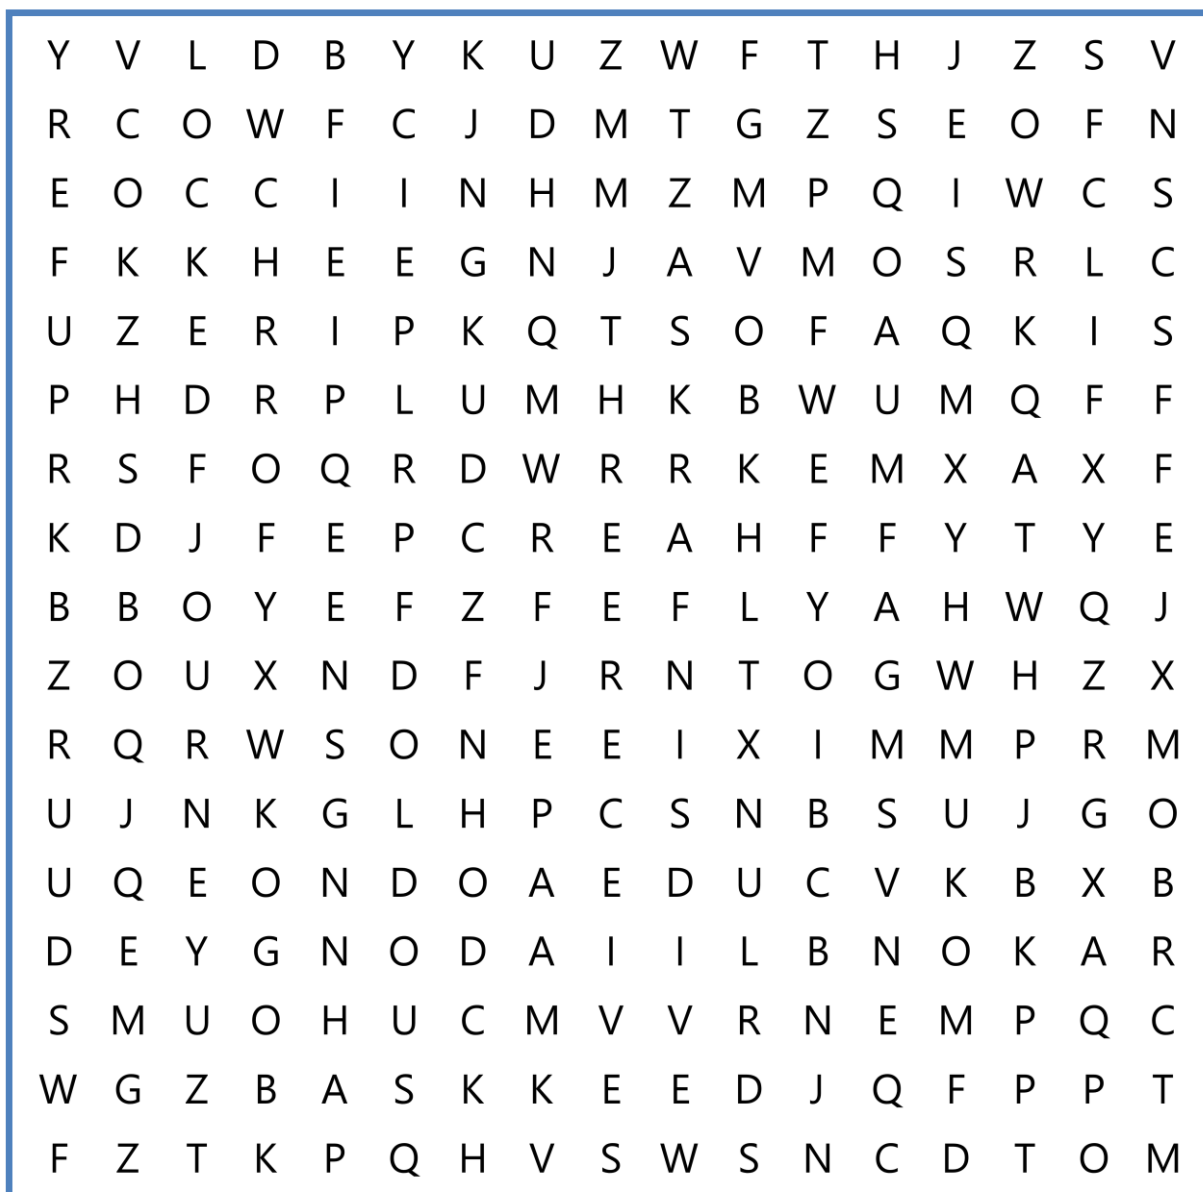 Y V L D B Y K U Z W F T H J Z S V
R C O W F C J D M T G Z S E O F N
E O C C I I N H M Z M P Q I W C S
F K K H E E G N J A V M O S R L C
U Z E R I P K Q T S O F A Q K I S
P H D R P L U M H K B W U M Q F F
R S F O Q R D W R R K E M X A X F
K D J F E P C R E A H F F Y T Y E
B B O Y E F Z F E F L Y A H W Q J
Z O U X N D F J R N T O G W H Z X
R Q R W S O N E E I X I M M P R M
U J N K G L H P C S N B S U J G O
U Q E O N D O A E D U C V K B X B
D E Y G N O D A I I L B N O K A R
S M U O H U C M V V R N E M P Q C
W G Z B A S K K E E D J Q F P P T
F Z T K P Q H V S W S N C D T O M